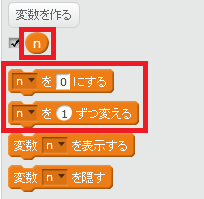 変数を作る
n
n を 0 にする
n を 1 ずつ変える
変数 n を表示する
変数 n を隠す